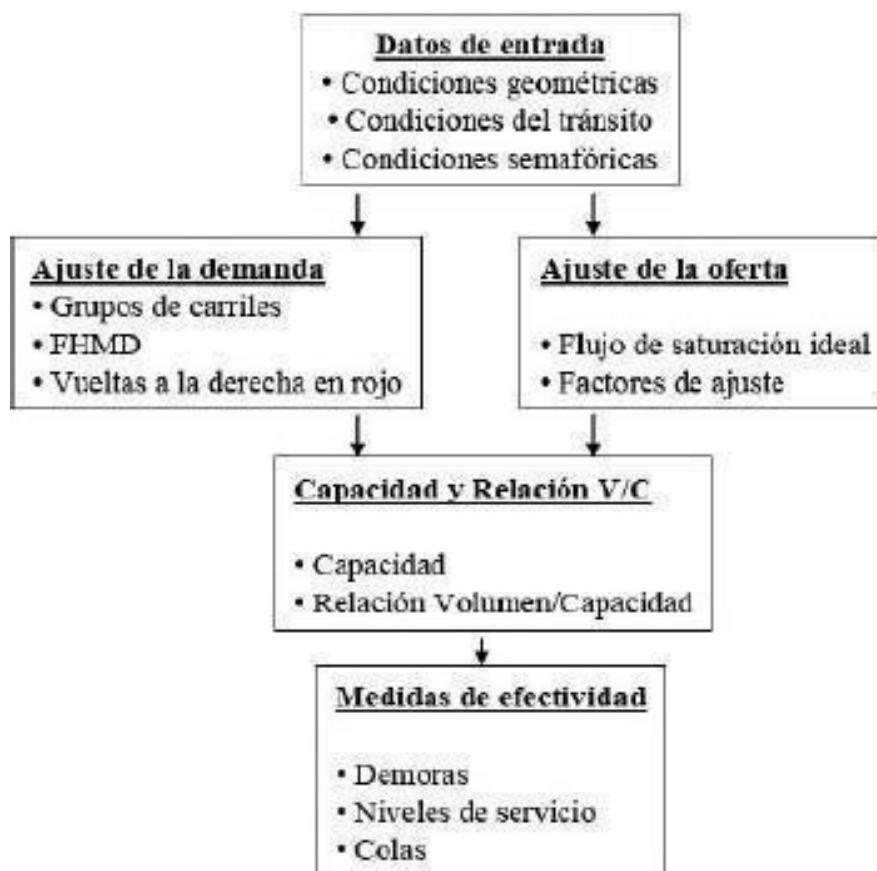 Datos de entrada
• Condiciones geométricas
• Condiciones del tránsito
• Condiciones semafóricas
Ajuste de la demanda
• Grupos de carriles
• FHMD
• Vueltas a la derecha en rojo
Ajuste de la oferta
• Flujo de saturación ideal
• Factores de ajuste
Capacidad y Relación V/C
• Capacidad
• Relación Volumen/Capacidad
Medidas de efectividad
• Demoras
• Niveles de servicio
• Colas